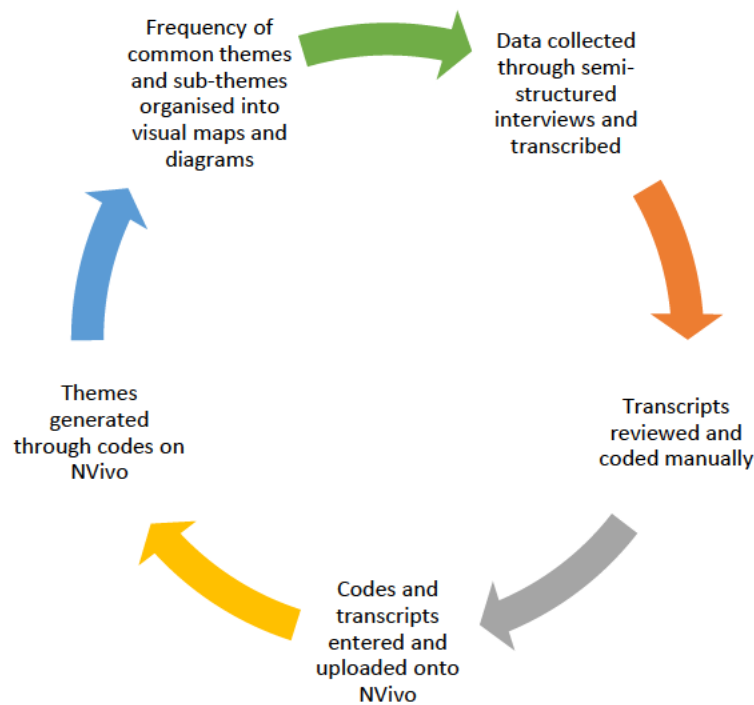 Frequency of
common themes
and sub-themes
organised into
visual maps and
diagrams
Data collected
through semi-
structured
interviews and
transcribed
Transcripts
reviewed and
coded manually
Codes and
transcripts
entered and
uploaded onto
NVivo
Themes
generated
through codes on
NVivo